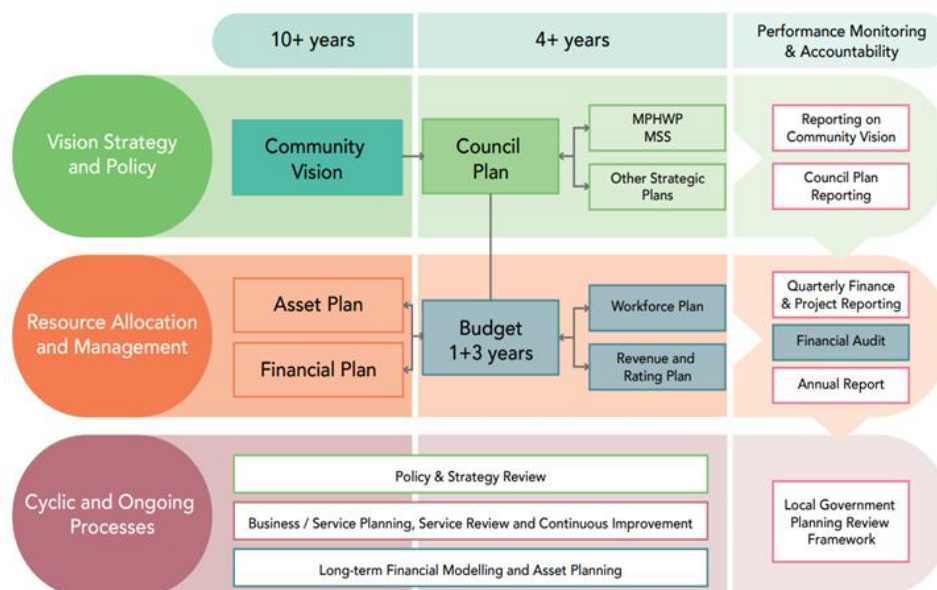 10+ years
4+ years
Performance Monitoring
& Accountability
Vision Strategy
and Policy
Community
Vision
Council
Plan
MPHWP
MSS
Other Strategic
Plans
Reporting on
Community Vision
Council Plan
Reporting
Resource Allocation
and Management
Asset Plan
Financial Plan
Budget
1+3 years
Workforce Plan
Revenue and
Rating Plan
Quarterly Finance
& Project Reporting
Financial Audit
Annual Report
Cyclic and Ongoing
Processes
Policy & Strategy Review
Business / Service Planning, Service Review and Continuous Improvement
Long-term Financial Modelling and Asset Planning
Local Government
Planning Review
Framework